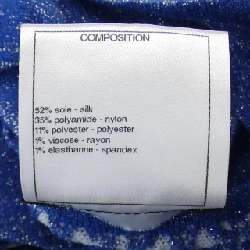 COMPOSITION
52% soie - silk
35% polyamide - nylon
11% polyester - polyester
1% viscose - rayon
1% elasthanne - spandex